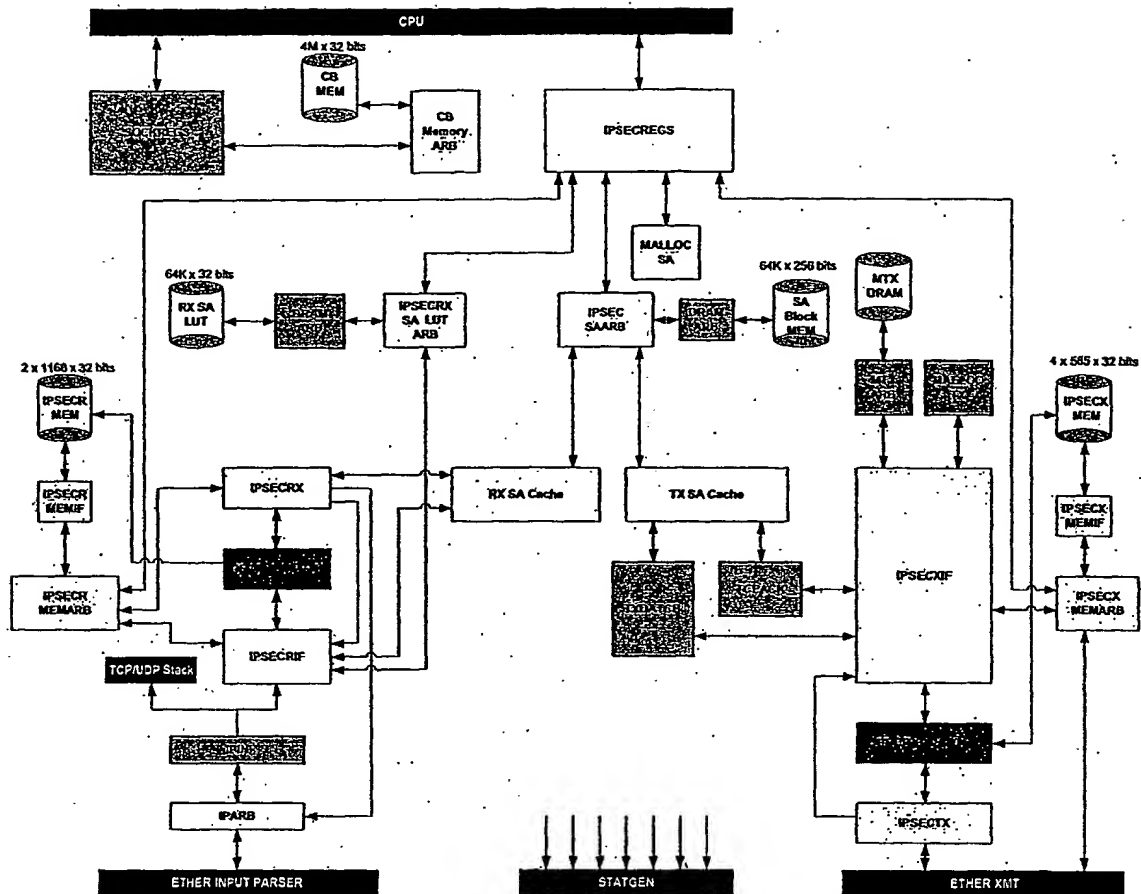 CPU
4M x 32 bits
CB
MEM
CB
Memory
ARB
IPSECREGS
MALLOC
SA
64K x 32 bits
RX SA
LUT
IPSECRX
SA LUT
ARB
IPSEC
SAARB
64K x 256 bits
SA
Block
MEM
MTX
DRAM
2 x 1168 x 32 bits
IPSECR
MEM
4 x 585 x 32 bits
IPSECX
MEM
IPSECR
MEMIF
IPSECRX
RX SA Cache
TX SA Cache
IPSECX
MEMIF
IPSECXIF
IPSECR
MEMARB
IPSECX
MEMARB
IPSECRIF
TCP/UDP Stack
IPARB
IPSECTX
ETHER INPUT PARSER
STATGEN
ETHER XMT